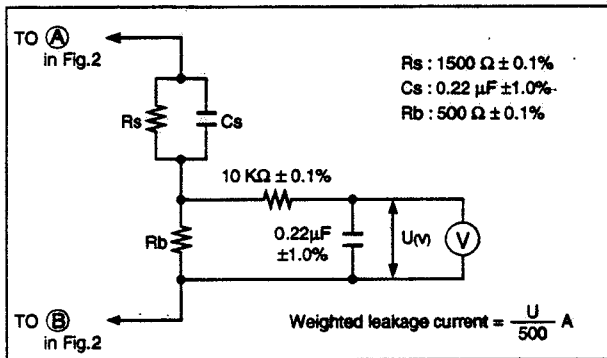 TO Ⓐ
in Fig.2
Rs : 1500 Ω ± 0.1%
Cs : 0.22 µF ±1.0%
Rb : 500 Ω ± 0.1%
Rs
Cs
10 KΩ ± 0.1%
Rb
0.22µF
±1.0%
U(V)
V
TO Ⓑ
in Fig.2
Weighted leakage current = U/500 A